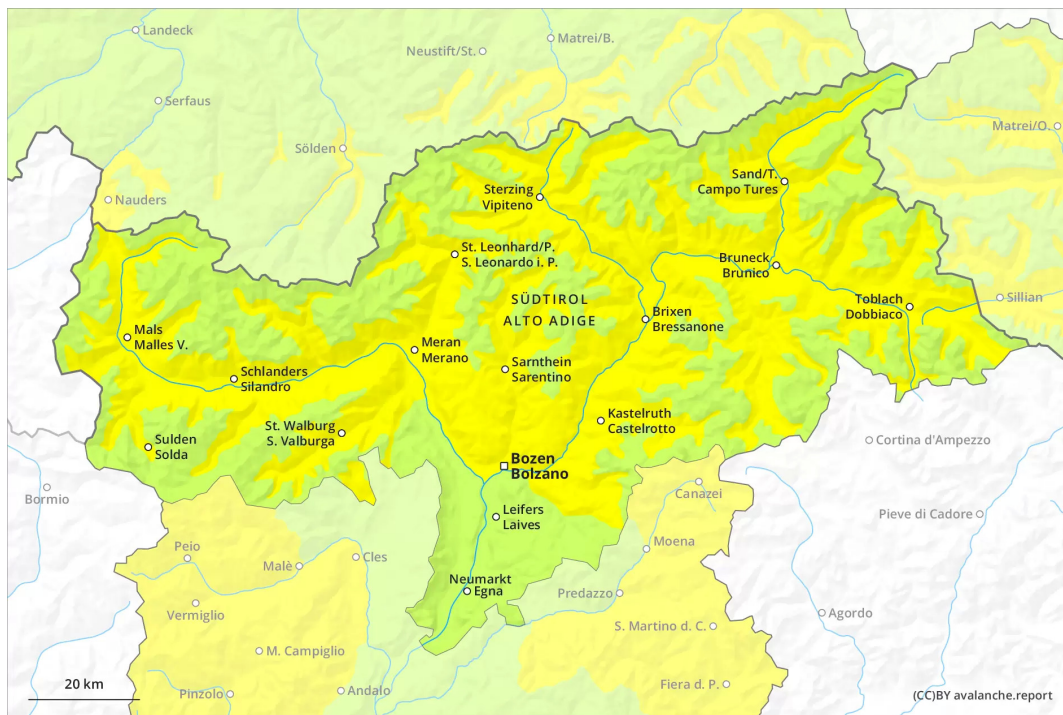 Landeck
Neustift/St.
Matrei/B.
Serfaus
Matrei/O.
Sölden
Nauders
Sand/T.
Campo Tures
Sterzing
Vipiteno
St. Leonhard/P.
S. Leonardo i. P.
Bruneck
Brunico
SÜDTIROL
ALTO ADIGE
Toblach
Dobbiaco
Sillian
Brixen
Bressanone
Mals
Malles V.
Meran
Merano
Sarnthein
Sarentino
Schlanders
Silandro
Kastelruth
Castelrotto
St. Walburg
S. Valburga
Sulden
Solda
Cortina d'Ampezzo
Bozen
Bolzano
Bormio
Canazei
Leifers
Laives
Pieve di Cadore
Moena
Peio
Cles
Malè
Neumarkt
Egna
Predazzo
Vermiglio
Agordo
S. Martino d. C.
M. Campiglio
Fiera d. P.
20 km
Pinzolo
Andalo
(CC)BY avalanche.report